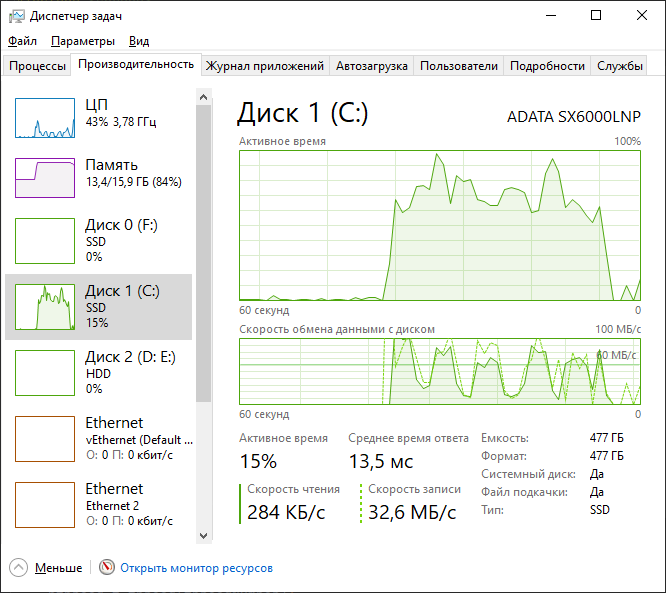 Диспетчер задач
Файл Параметры Вид
Процессы Производительность Журнал приложений Автозагрузка Пользователи Подробности Службы
ЦП
43% 3,78 ГГц
Память
13,4/15,9 ГБ (84%)
Диск 0 (F:)
SSD
0%
Диск 1 (C:)
SSD
15%
Диск 2 (D: E:)
HDD
0%
Ethernet
vEthernet (Default ...
О: 0 П: 0 кбит/с
Ethernet
Ethernet 2
О: 0 П: 0 кбит/с
Диск 1 (C:) ADATA SX6000LNP
Активное время 100%
60 секунд 0
Скорость обмена данными с диском 100 МБ/с
60 МБ/с
60 секунд 0
Активное время
15%
Среднее время ответа
13,5 мс
Скорость чтения
284 КБ/с
Скорость записи
32,6 МБ/с
Емкость: 477 ГБ
Формат: 477 ГБ
Системный диск: Да
Файл подкачки: Да
Тип: SSD
Меньше Открыть монитор ресурсов